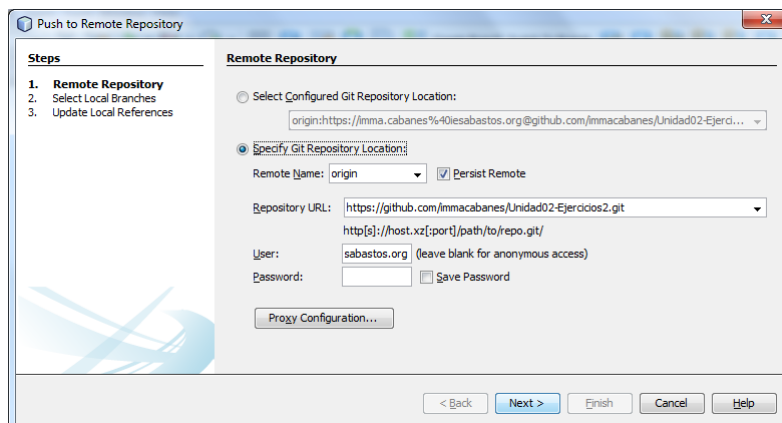 Push to Remote Repository
Steps
1. Remote Repository
2. Select Local Branches
3. Update Local References
Remote Repository
Select Configured Git Repository Location:
origin:https://imma.cabanes%40iesabastos.org@github.com/immacabanes/Unidad02-Ejerci...
Specify Git Repository Location:
Remote Name: origin Persist Remote
Repository URL: https://github.com/immacabanes/Unidad02-Ejercicios2.git
http[s]://host.xz[:port]/path/to/repo.git/
User: sabastos.org (leave blank for anonymous access)
Password: Save Password
Proxy Configuration...
< Back Next > Finish Cancel Help